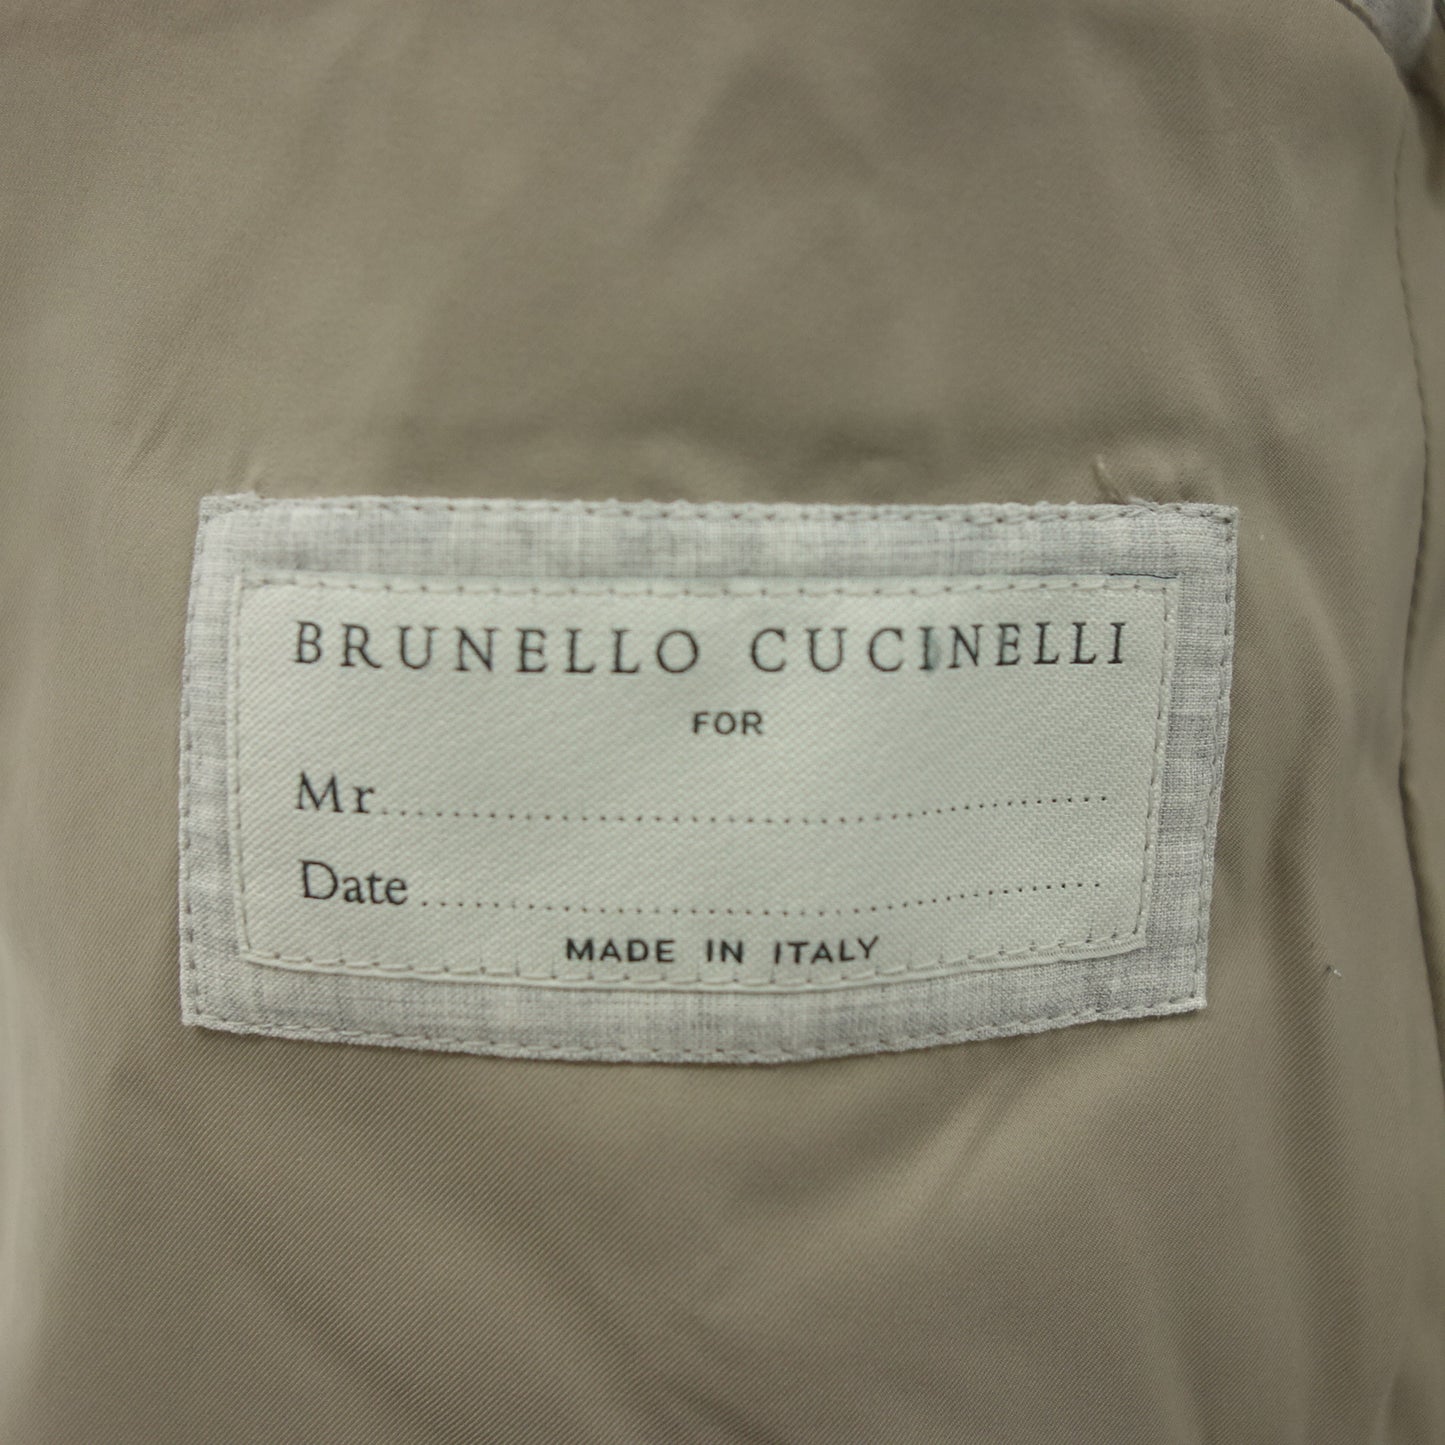 BRUNELLO CUCINELLI
FOR
Mr..........................................
Date........................................
MADE IN ITALY